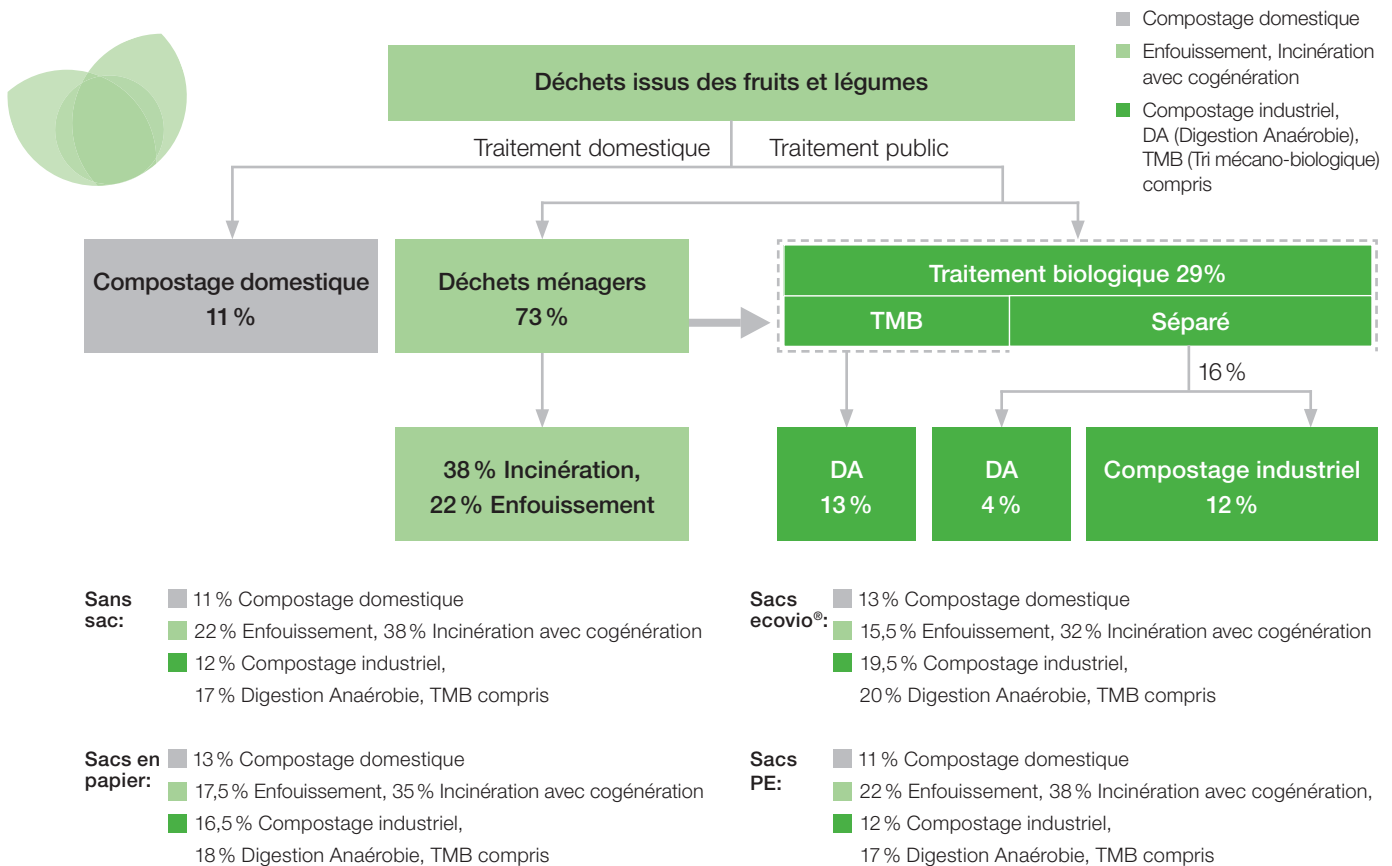 Compostage domestique
Enfouissement, Incinération
avec cogénération
Compostage industriel,
DA (Digestion Anaérobie),
TMB (Tri mécano-biologique)
compris
Déchets issus des fruits et légumes
Traitement domestique
Traitement public
Compostage domestique
11 %
Déchets ménagers
73 %
Traitement biologique 29%
TMB
Séparé
16 %
38 % Incinération,
22 % Enfouissement
DA
13 %
DA
4 %
Compostage industriel
12 %
Sans
sac:
11 % Compostage domestique
22 % Enfouissement, 38 % Incinération avec cogénération
12 % Compostage industriel,
17 % Digestion Anaérobie, TMB compris
Sacs
ecovio®:
13 % Compostage domestique
15,5 % Enfouissement, 32 % Incinération avec cogénération
19,5 % Compostage industriel,
20 % Digestion Anaérobie, TMB compris
Sacs en
papier:
13 % Compostage domestique
17,5 % Enfouissement, 35 % Incinération avec cogénération
16,5 % Compostage industriel,
18 % Digestion Anaérobie, TMB compris
Sacs
PE:
11 % Compostage domestique
22 % Enfouissement, 38 % Incinération avec cogénération,
12 % Compostage industriel,
17 % Digestion Anaérobie, TMB compris